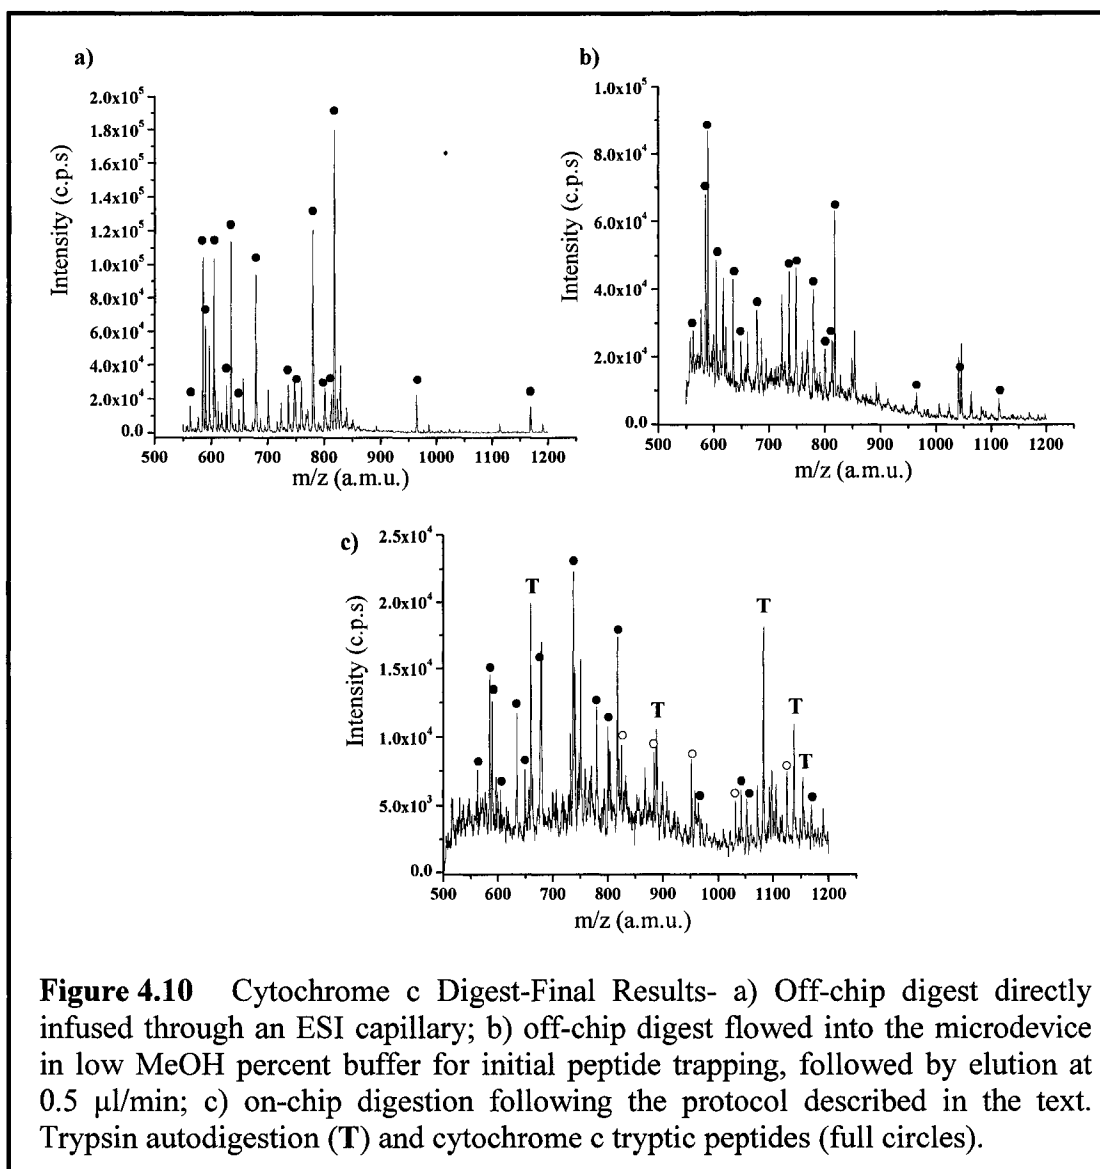 a)
Intensity (c.p.s)
2.0x10⁵
1.8x10⁵
1.6x10⁵
1.4x10⁵
1.2x10⁵
1.0x10⁵
8.0x10⁴
6.0x10⁴
4.0x10⁴
2.0x10⁴
0.0
500 600 700 800 900 1000 1100 1200
m/z (a.m.u.)
b)
Intensity (c.p.s)
1.0x10⁵
8.0x10⁴
6.0x10⁴
4.0x10⁴
2.0x10⁴
0.0
500 600 700 800 900 1000 1100 1200
m/z (a.m.u.)
c)
Intensity (c.p.s)
2.5x10⁴
2.0x10⁴
1.5x10⁴
1.0x10⁴
5.0x10³
0.0
T
T
T
T
T
500 600 700 800 900 1000 1100 1200
m/z (a.m.u.)
Figure 4.10 Cytochrome c Digest-Final Results- a) Off-chip digest directly
infused through an ESI capillary; b) off-chip digest flowed into the microdevice
in low MeOH percent buffer for initial peptide trapping, followed by elution at
0.5 µl/min; c) on-chip digestion following the protocol described in the text.
Trypsin autodigestion (T) and cytochrome c tryptic peptides (full circles).